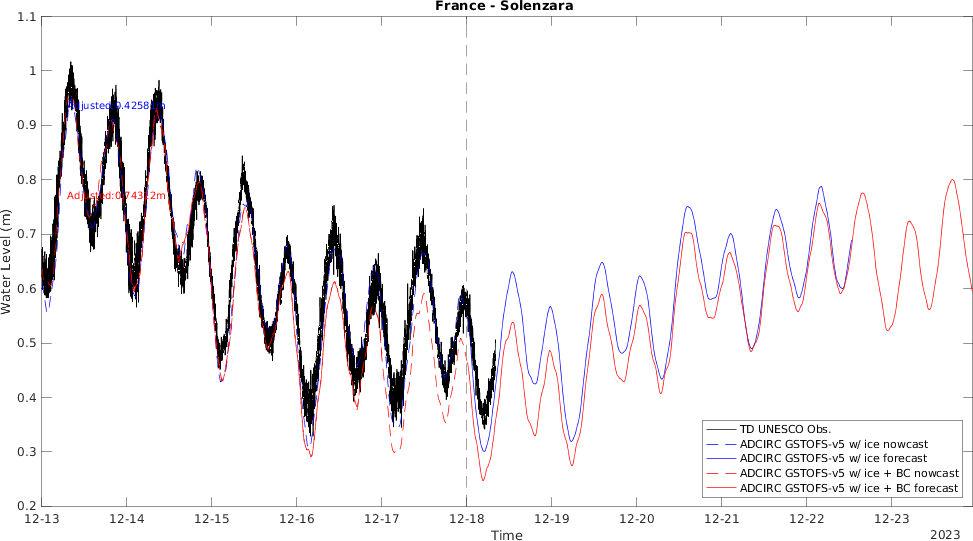 France - Solenzara
1.1
1
0.9
0.8
0.7
0.6
0.5
0.4
0.3
0.2
Water Level (m)
Adjusted:0.74322m
TD UNESCO Obs.
ADCIRC GSTOFS-v5 w/ ice nowcast
ADCIRC GSTOFS-v5 w/ ice forecast
ADCIRC GSTOFS-v5 w/ ice + BC nowcast
ADCIRC GSTOFS-v5 w/ ice + BC forecast
12-13 12-14 12-15 12-16 12-17 12-18 12-19 12-20 12-21 12-22 12-23
Time
2023